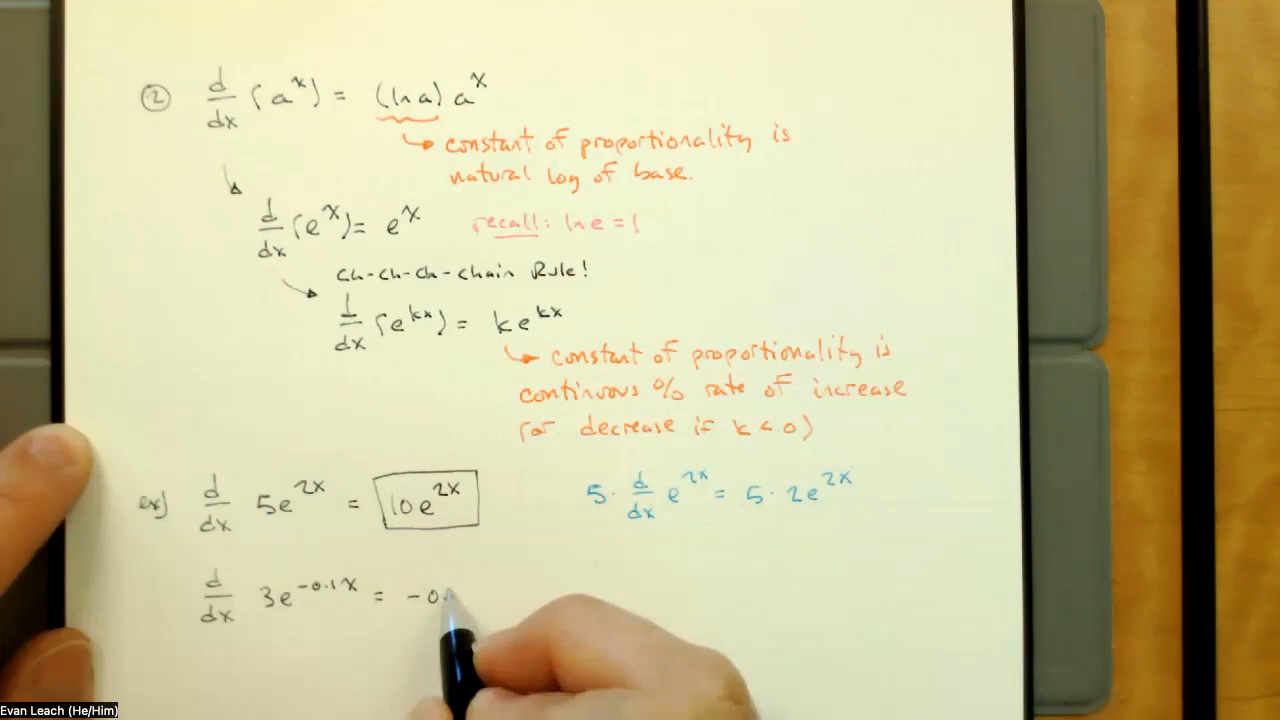 ② d/dx (a^x) = (ln a) a^x
↳ constant of proportionality is
natural log of base.
d/dx (e^x) = e^x recall: ln e = 1
Ch-Ch-Ch-Chain Rule!
d/dx (e^kx) = k e^kx
↳ constant of proportionality is
continuous % rate of increase
(or decrease if k < 0)
ex) d/dx 5e^2x = 10e^2x 5 · d/dx e^2x = 5 · 2e^2x
d/dx 3e^-0.1x = -0.
Evan Leach (He/Him)